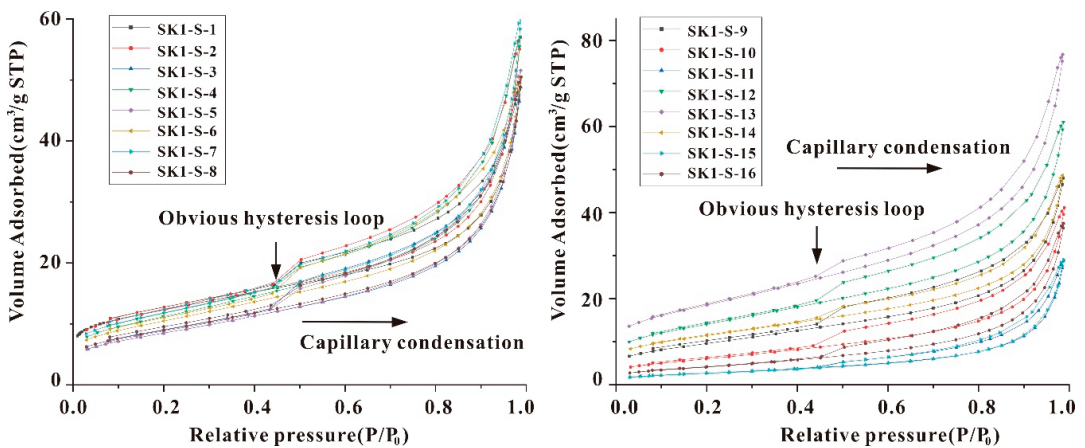 60
40
20
0
Volume Adsorbed(cm³/g STP)
SK1-S-1
SK1-S-2
SK1-S-3
SK1-S-4
SK1-S-5
SK1-S-6
SK1-S-7
SK1-S-8
Obvious hysteresis loop
Capillary condensation
0.0 0.2 0.4 0.6 0.8 1.0
Relative pressure(P/P₀)
80
60
40
20
0
Volume Adsorbed(cm³/g STP)
SK1-S-9
SK1-S-10
SK1-S-11
SK1-S-12
SK1-S-13
SK1-S-14
SK1-S-15
SK1-S-16
Capillary condensation
Obvious hysteresis loop
0.0 0.2 0.4 0.6 0.8 1.0
Relative pressure(P/P₀)